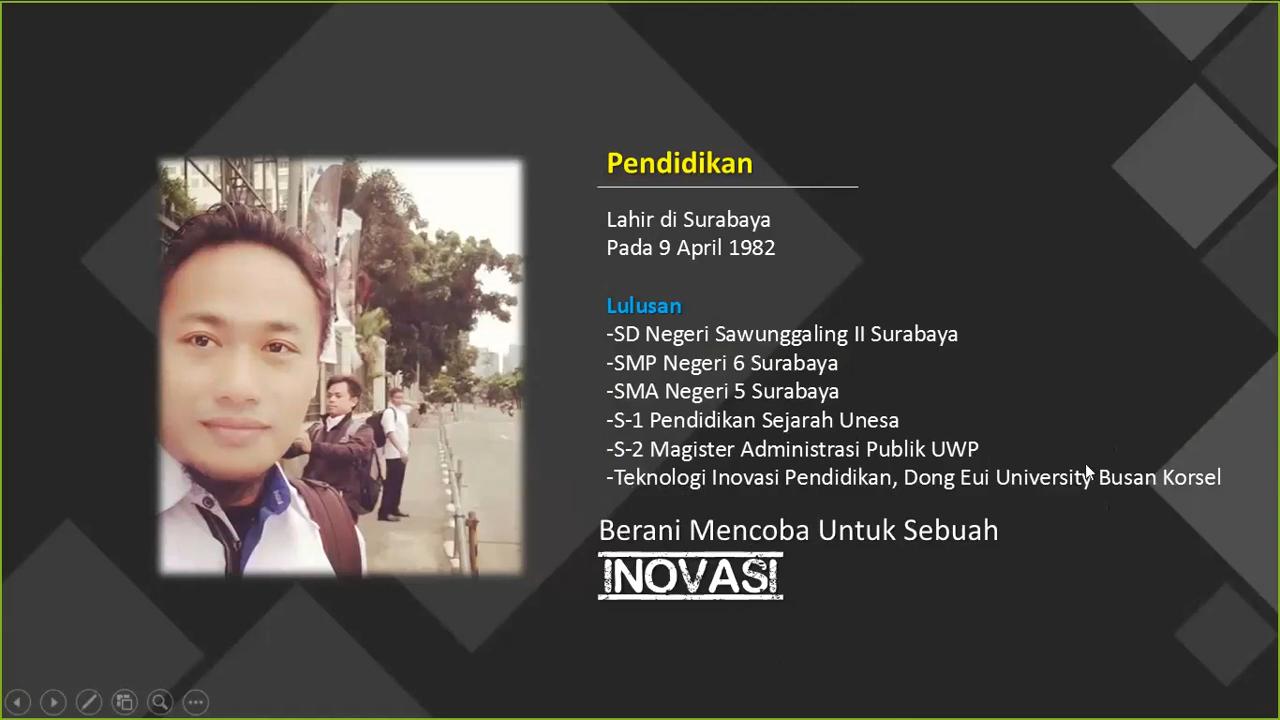 Pendidikan
Lahir di Surabaya
Pada 9 April 1982
Lulusan
-SD Negeri Sawunggaling II Surabaya
-SMP Negeri 6 Surabaya
-SMA Negeri 5 Surabaya
-S-1 Pendidikan Sejarah Unesa
-S-2 Magister Administrasi Publik UWP
-Teknologi Inovasi Pendidikan, Dong Eui University Busan Korsel
Berani Mencoba Untuk Sebuah
INOVASI